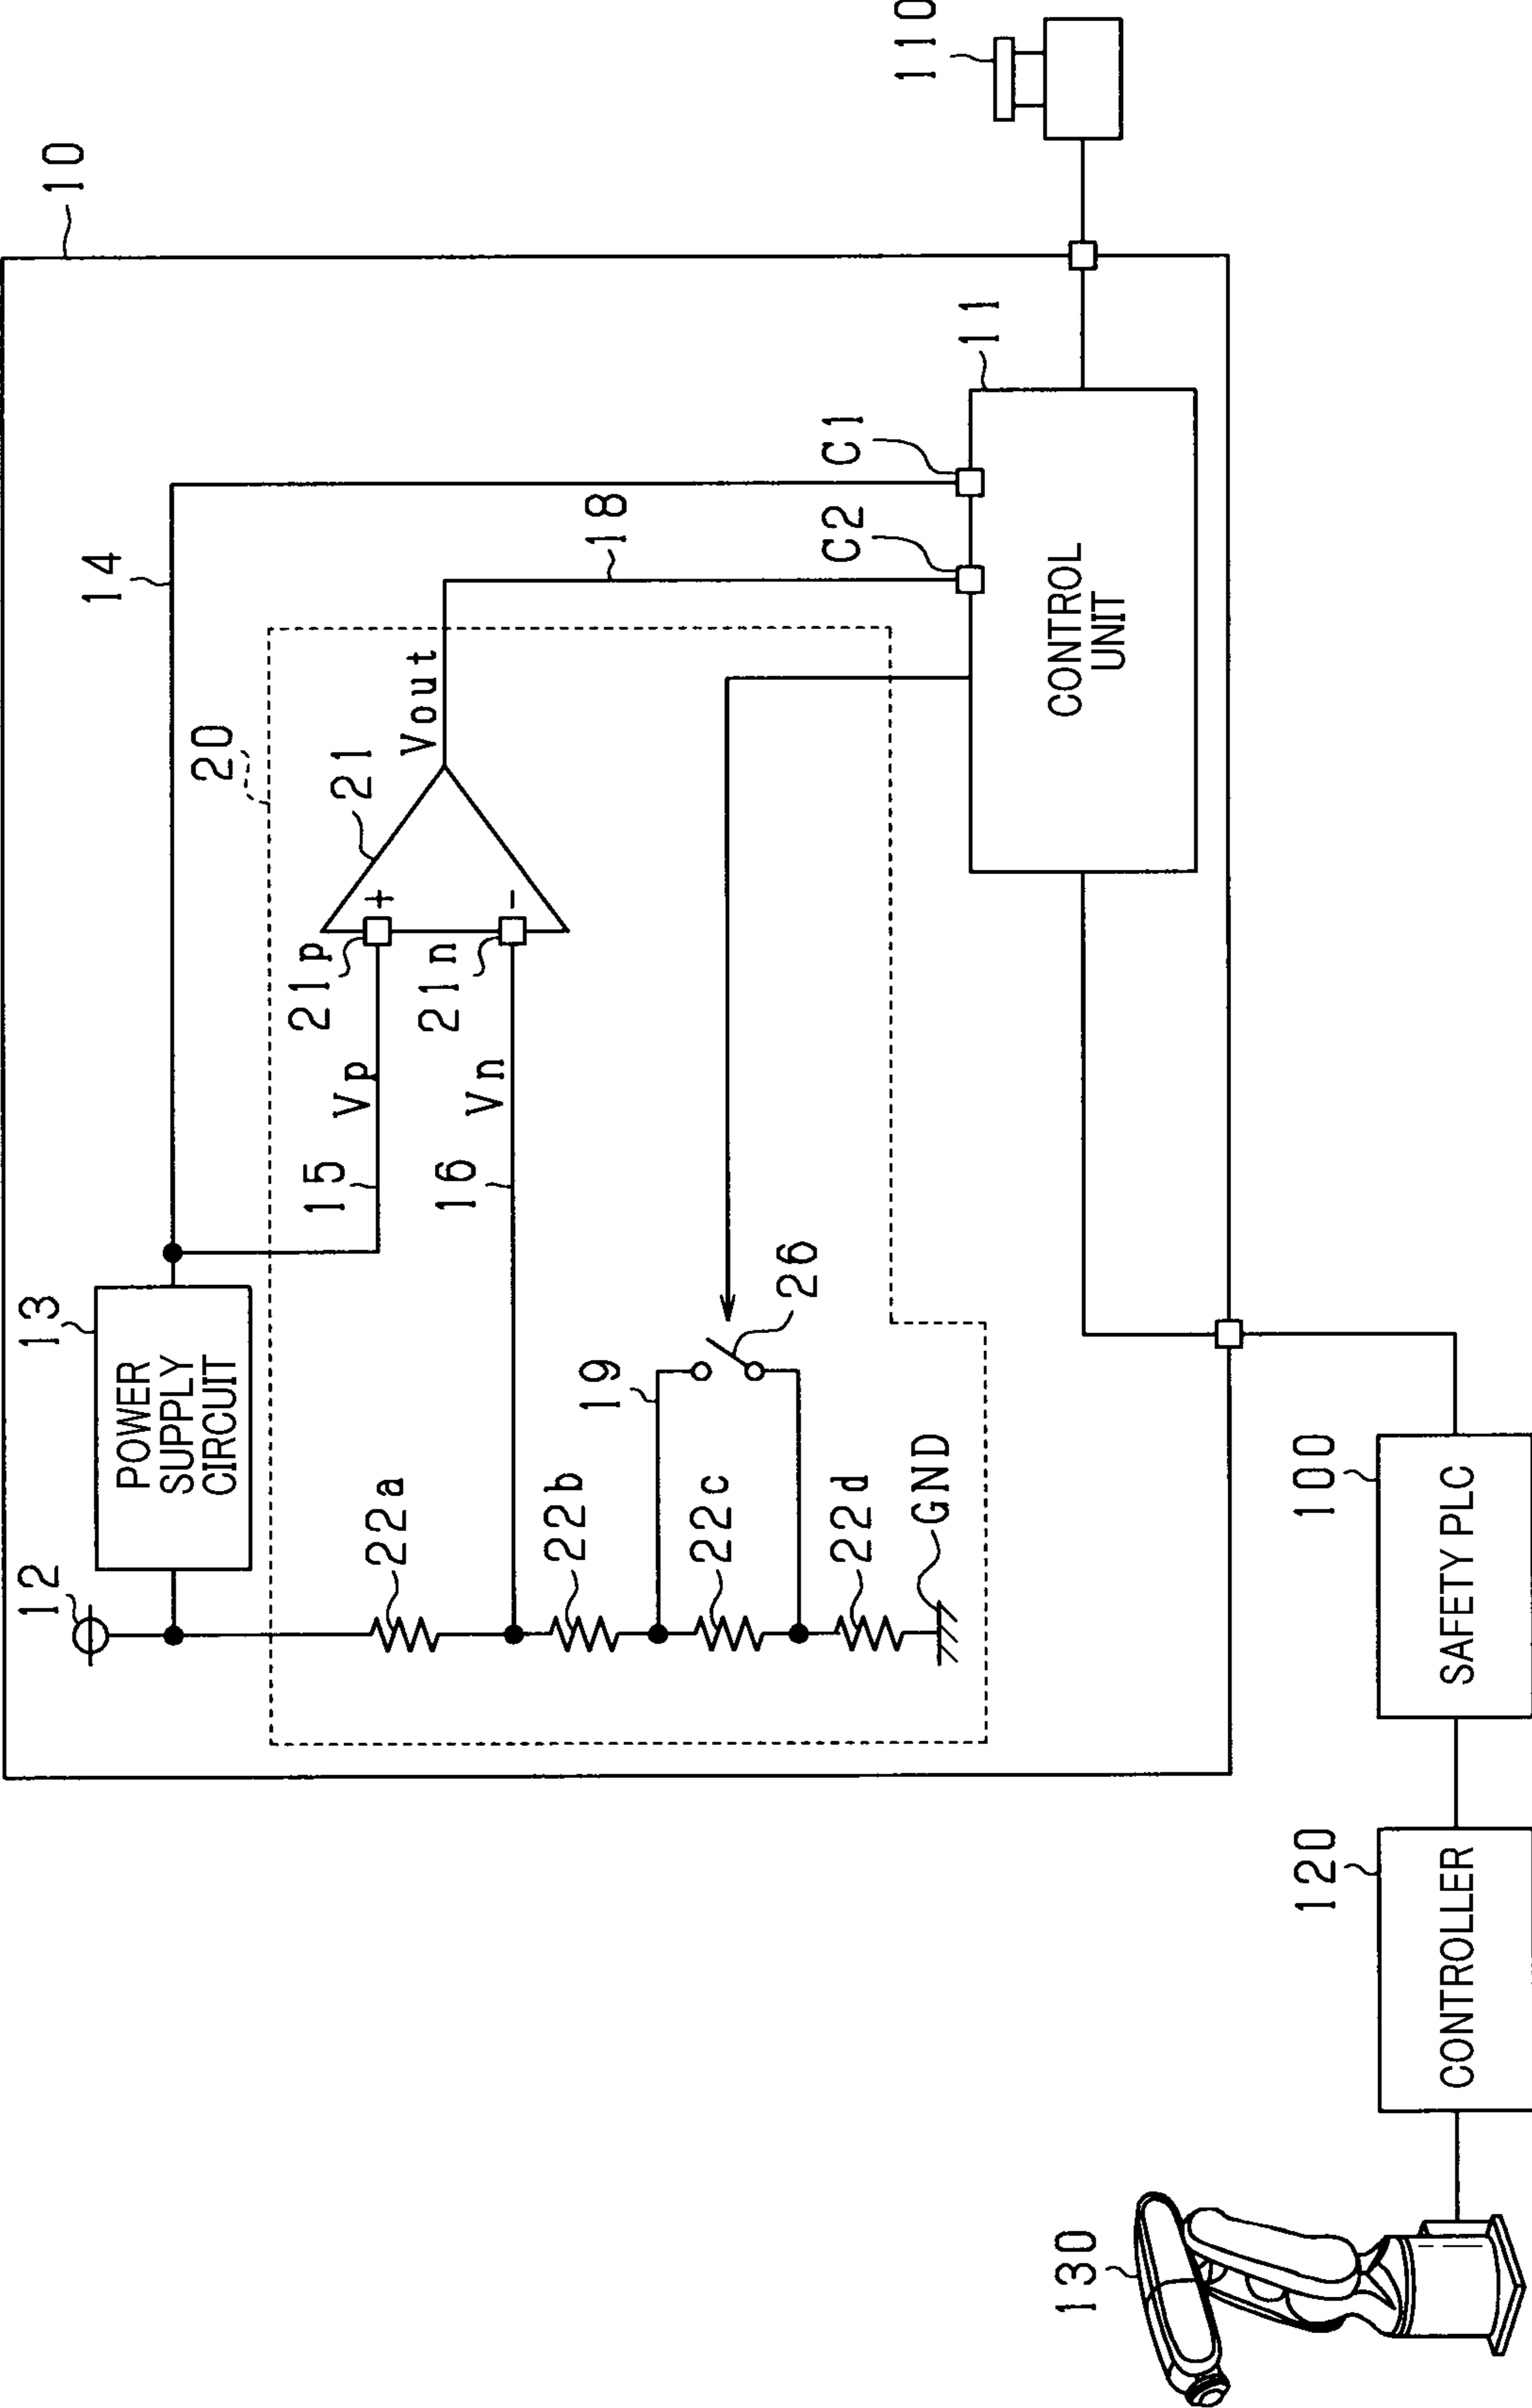 10
12
13
POWER
SUPPLY
CIRCUIT
14
20
15
Vp
21p
+
21
Vout
22a
16
Vn
21n
-
18
22b
19
22c
26
22d
GND
C2
C1
110
11
CONTROL
UNIT
130
120
CONTROLLER
100
SAFETY PLC